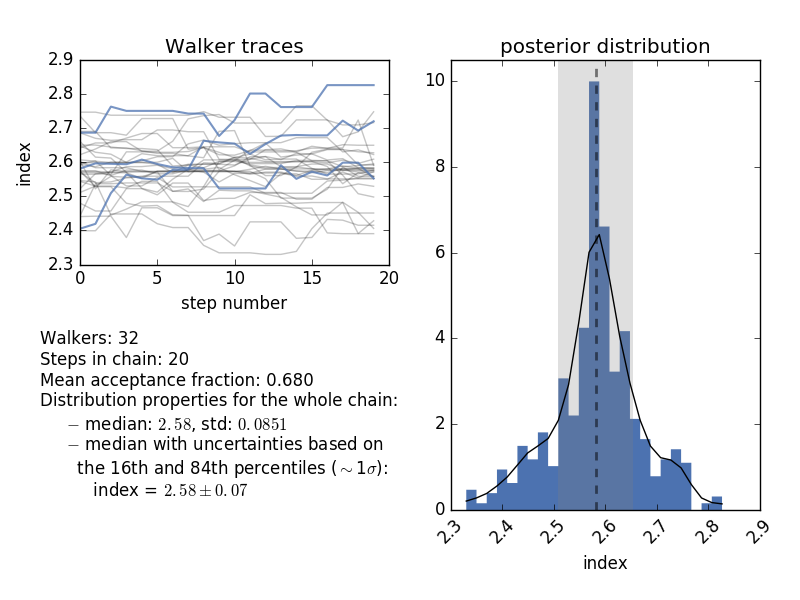 Walker traces
2.9
2.8
2.7
2.6
2.5
2.4
2.3
index
0 5 10 15 20
step number
Walkers: 32
Steps in chain: 20
Mean acceptance fraction: 0.680
Distribution properties for the whole chain:
− median: 2.58, std: 0.0851
− median with uncertainties based on
the 16th and 84th percentiles (∼1σ):
index = 2.58 ± 0.07
posterior distribution
10
8
6
4
2
0
2.3 2.4 2.5 2.6 2.7 2.8 2.9
index